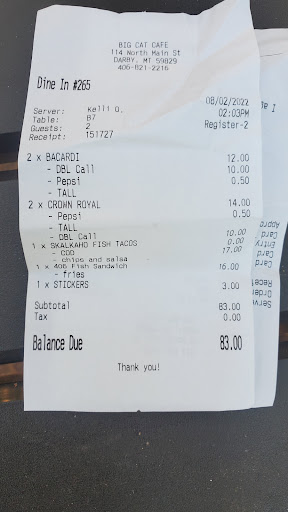 BIG CAT CAFE
114 North Main St
DARBY, MT 59829
406-821-2216
Dine In #265
08/02/2022
Server: Kelli O. 02:03PM
Table: B7 Register-2
Guests: 2
Receipt: 151727
2 x BACARDI 12.00
- DBL Call 10.00
- Pepsi 0.50
- TALL
2 x CROWN ROYAL 14.00
- Pepsi 0.50
- TALL
- DBL Call 10.00
1 x SKALKAHO FISH TACOS 0.00
- COD 17.00
- chips and salsa
1 x 406 Fish Sandwich 16.00
- fries
1 x STICKERS 3.00
Subtotal 83.00
Tax 0.00
Balance Due 83.00
Thank you!